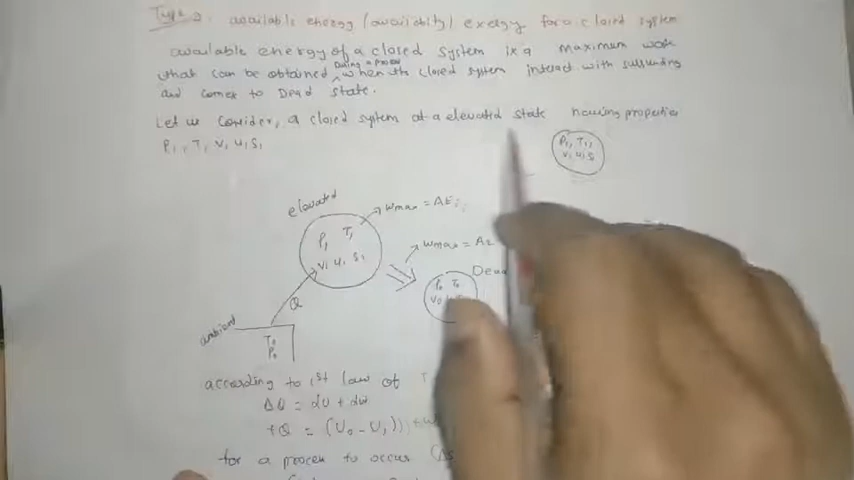 Type 2. available energy (availability) exergy for a closed system
available energy of a closed system is a maximum work
that can be obtained during a process when the closed system interact with surrounding
and comes to Dead state.
Let us consider, a closed system at a elevated state having properties
P1, T1 V1 U1 S1
P1, T1,
V1 U1 S1
elevated
Wmax = AE
P1 T1
V1 U1 S1
Wmax = AE
Dead
P0 T0
V0
Q
ambient
T0
P0
according to 1st law of
ΔQ = dU + dW
+Q = (U0 - U1)
for a process to occur